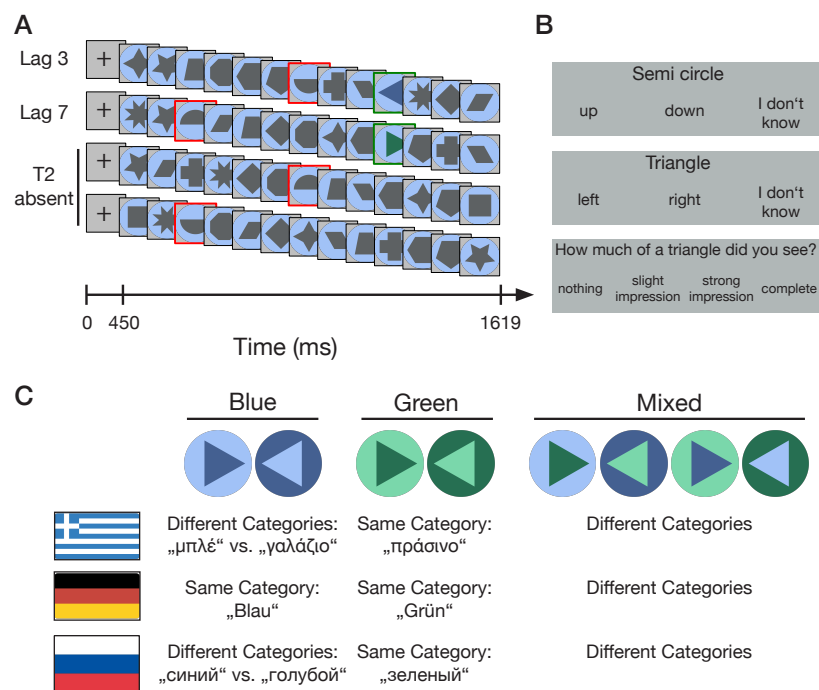 A
Lag 3
Lag 7
T2
absent
+
+
+
+
0 450 1619
Time (ms)
B
Semi circle
up down I don‘t
know
Triangle
left right I don‘t
know
How much of a triangle did you see?
nothing slight
impression strong
impression complete
C
Blue Green Mixed
Different Categories: Same Category: Different Categories
„μπλέ“ vs. „γαλάζιο“ „πράσινο“
Same Category: Same Category: Different Categories
„Blau“ „Grün“
Different Categories: Same Category: Different Categories
„синий“ vs. „голубой“ „зеленый“